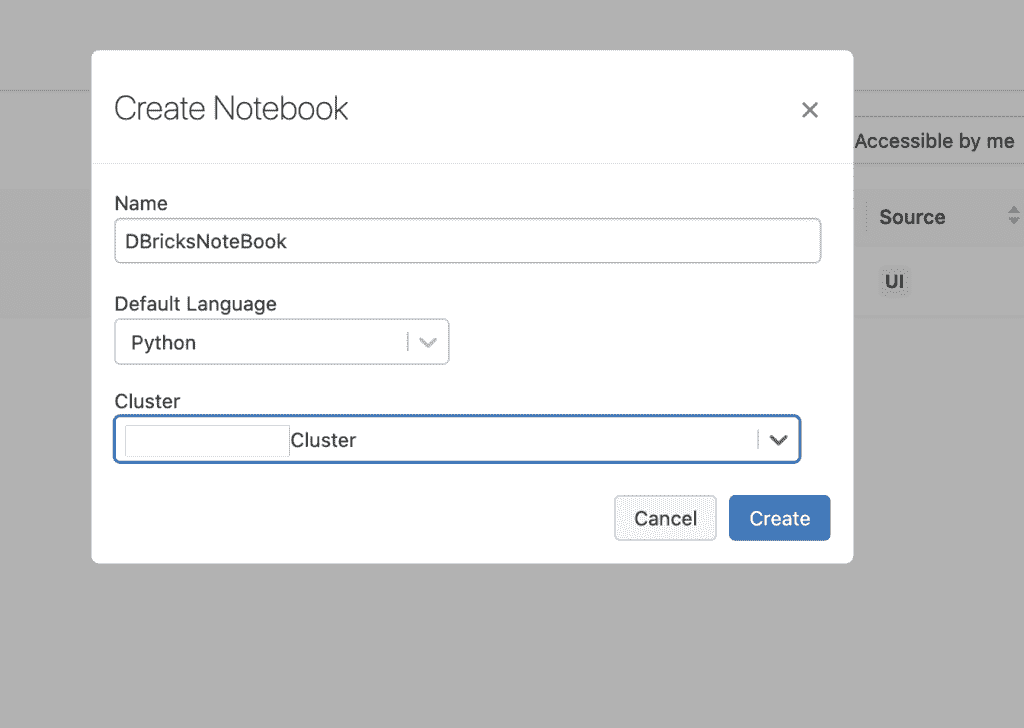 Create Notebook
Accessible by me
Name
Source
DBricksNoteBook
UI
Default Language
Python
Cluster
Cluster
Cancel
Create